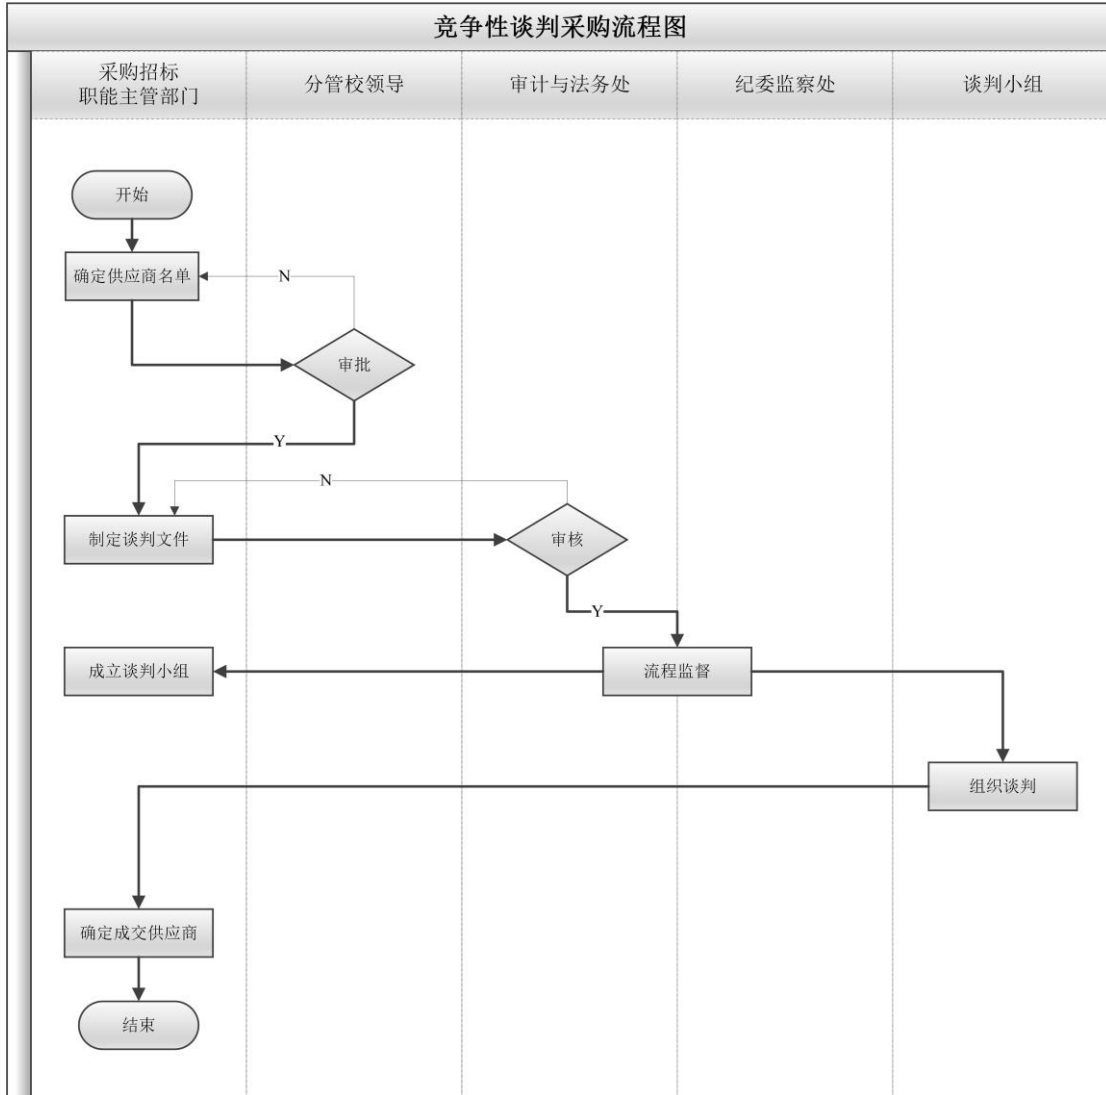 竞争性谈判采购流程图
采购招标
职能主管部门
分管校领导
审计与法务处
纪委监察处
谈判小组
开始
确定供应商名单
N
审批
Y
N
制定谈判文件
审核
Y
成立谈判小组
流程监督
组织谈判
确定成交供应商
结束